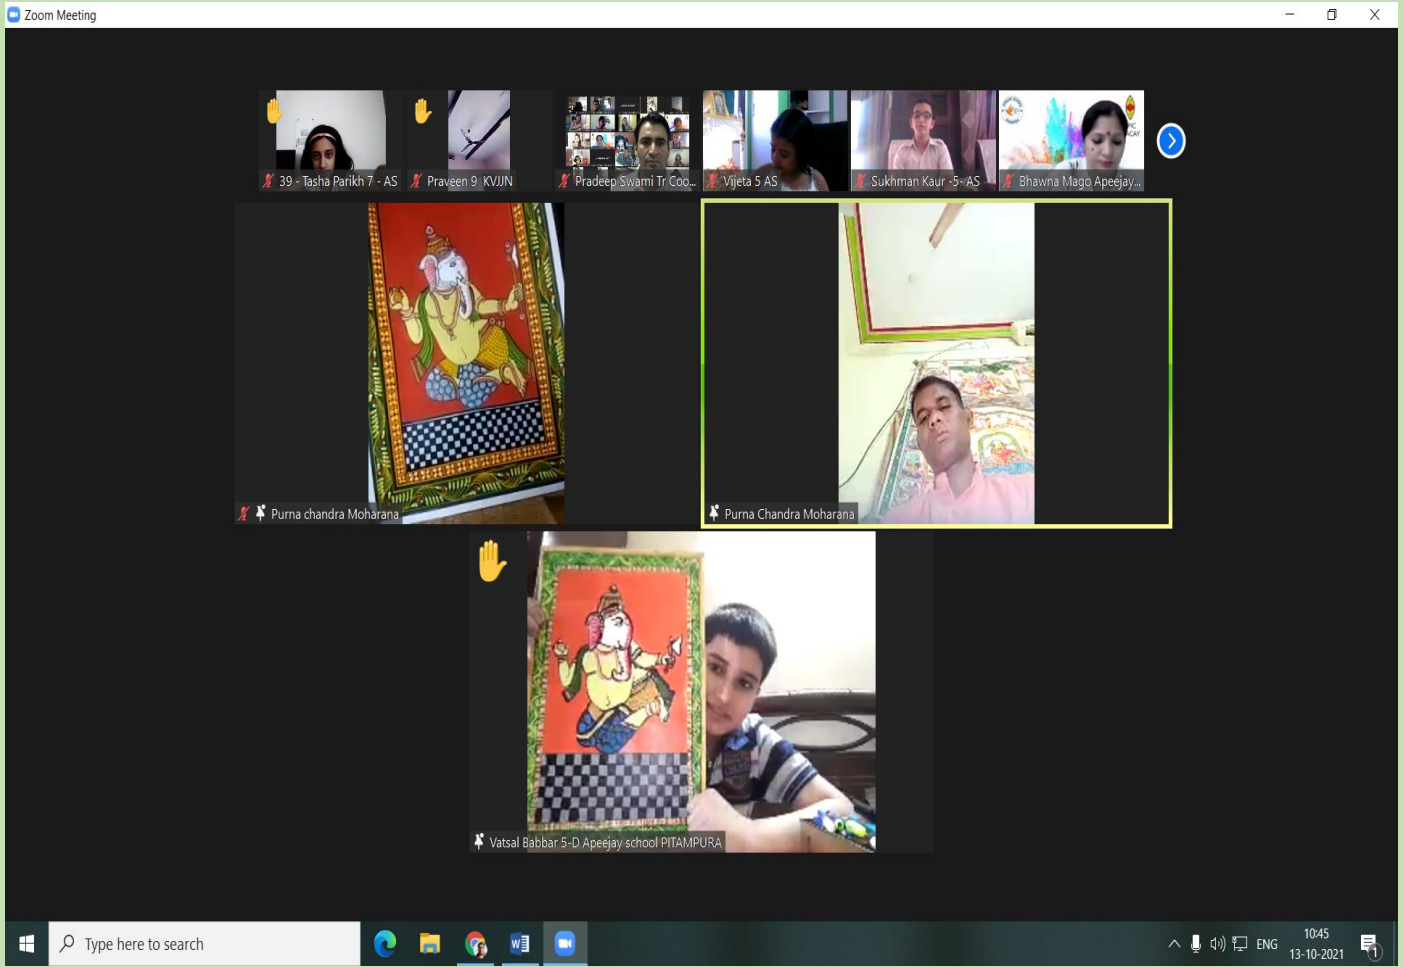 Zoom Meeting
39 - Tasha Parikh 7 - AS
Praveen 9 KVJJN
Pradeep Swami Tr Coo...
Vijeta 5 AS
Sukhman Kaur -5- AS
Bhawna Mago Apeejay...
Purna chandra Moharana
Purna Chandra Moharana
Vatsal Babbar 5-D Apeejay school PITAMPURA
Type here to search
ENG
10:45
13-10-2021
1